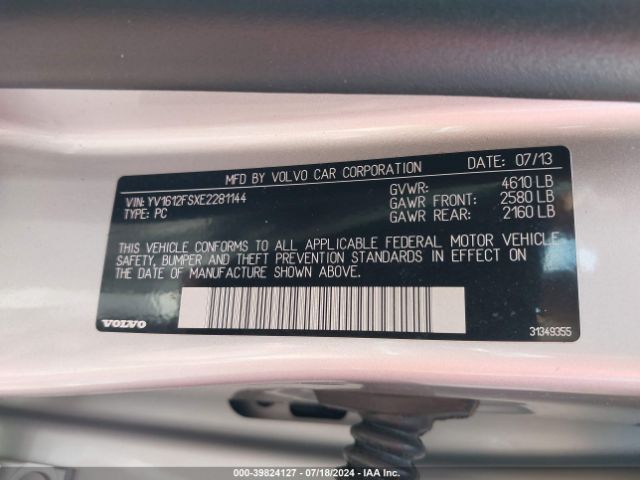 MFD BY VOLVO CAR CORPORATION DATE: 07/13
VIN: YV1612FSXE2281144 GVWR: 4610 LB
TYPE: PC GAWR FRONT: 2580 LB
GAWR REAR: 2160 LB
THIS VEHICLE CONFORMS TO ALL APPLICABLE FEDERAL MOTOR VEHICLE
SAFETY, BUMPER AND THEFT PREVENTION STANDARDS IN EFFECT ON
THE DATE OF MANUFACTURE SHOWN ABOVE.
VOLVO 31349355
000-39824127 - 07/18/2024 - IAA Inc.